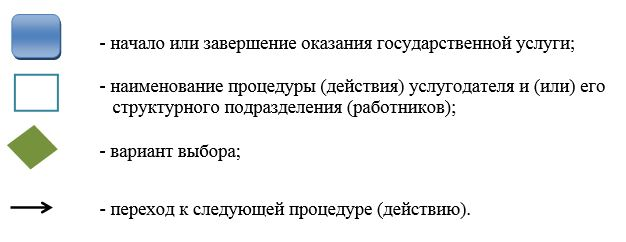 - начало или завершение оказания государственной услуги;
- наименование процедуры (действия) услугодателя и (или) его
структурного подразделения (работников);
- вариант выбора;
- переход к следующей процедуре (действию).